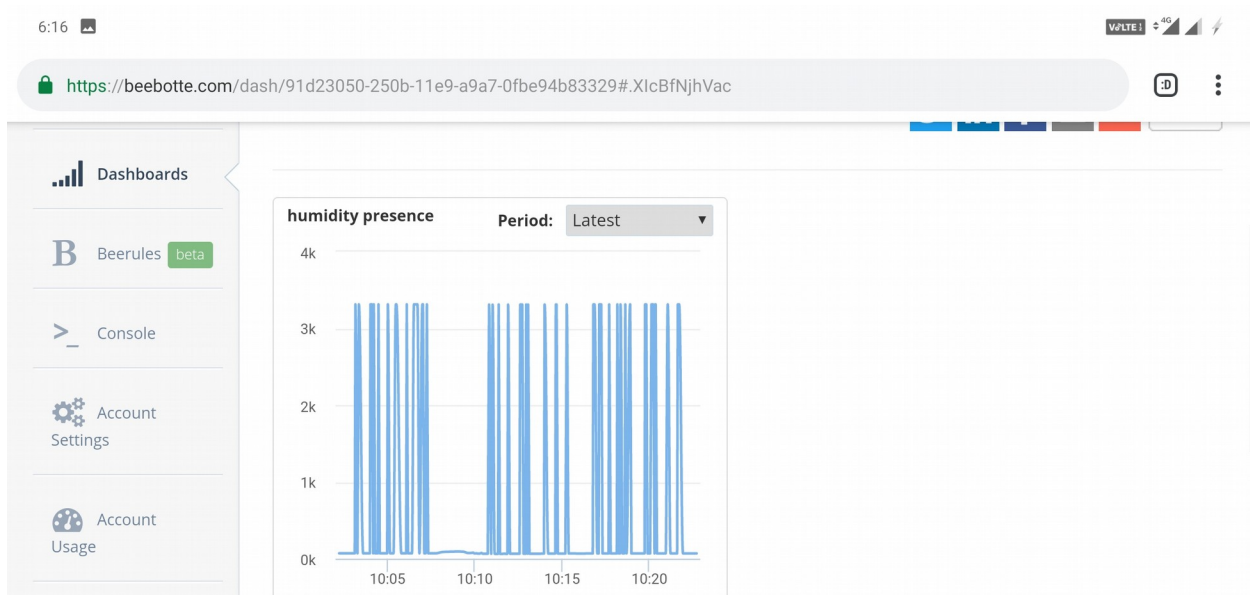 6:16
VoLTE 4G
https://beebotte.com/dash/91d23050-250b-11e9-a9a7-0fbe94b83329#.XIcBfNjhVac :D
Dashboards
B Beerules beta
>_ Console
Account
Settings
Account
Usage
humidity presence Period: Latest
4k
3k
2k
1k
0k
10:05 10:10 10:15 10:20